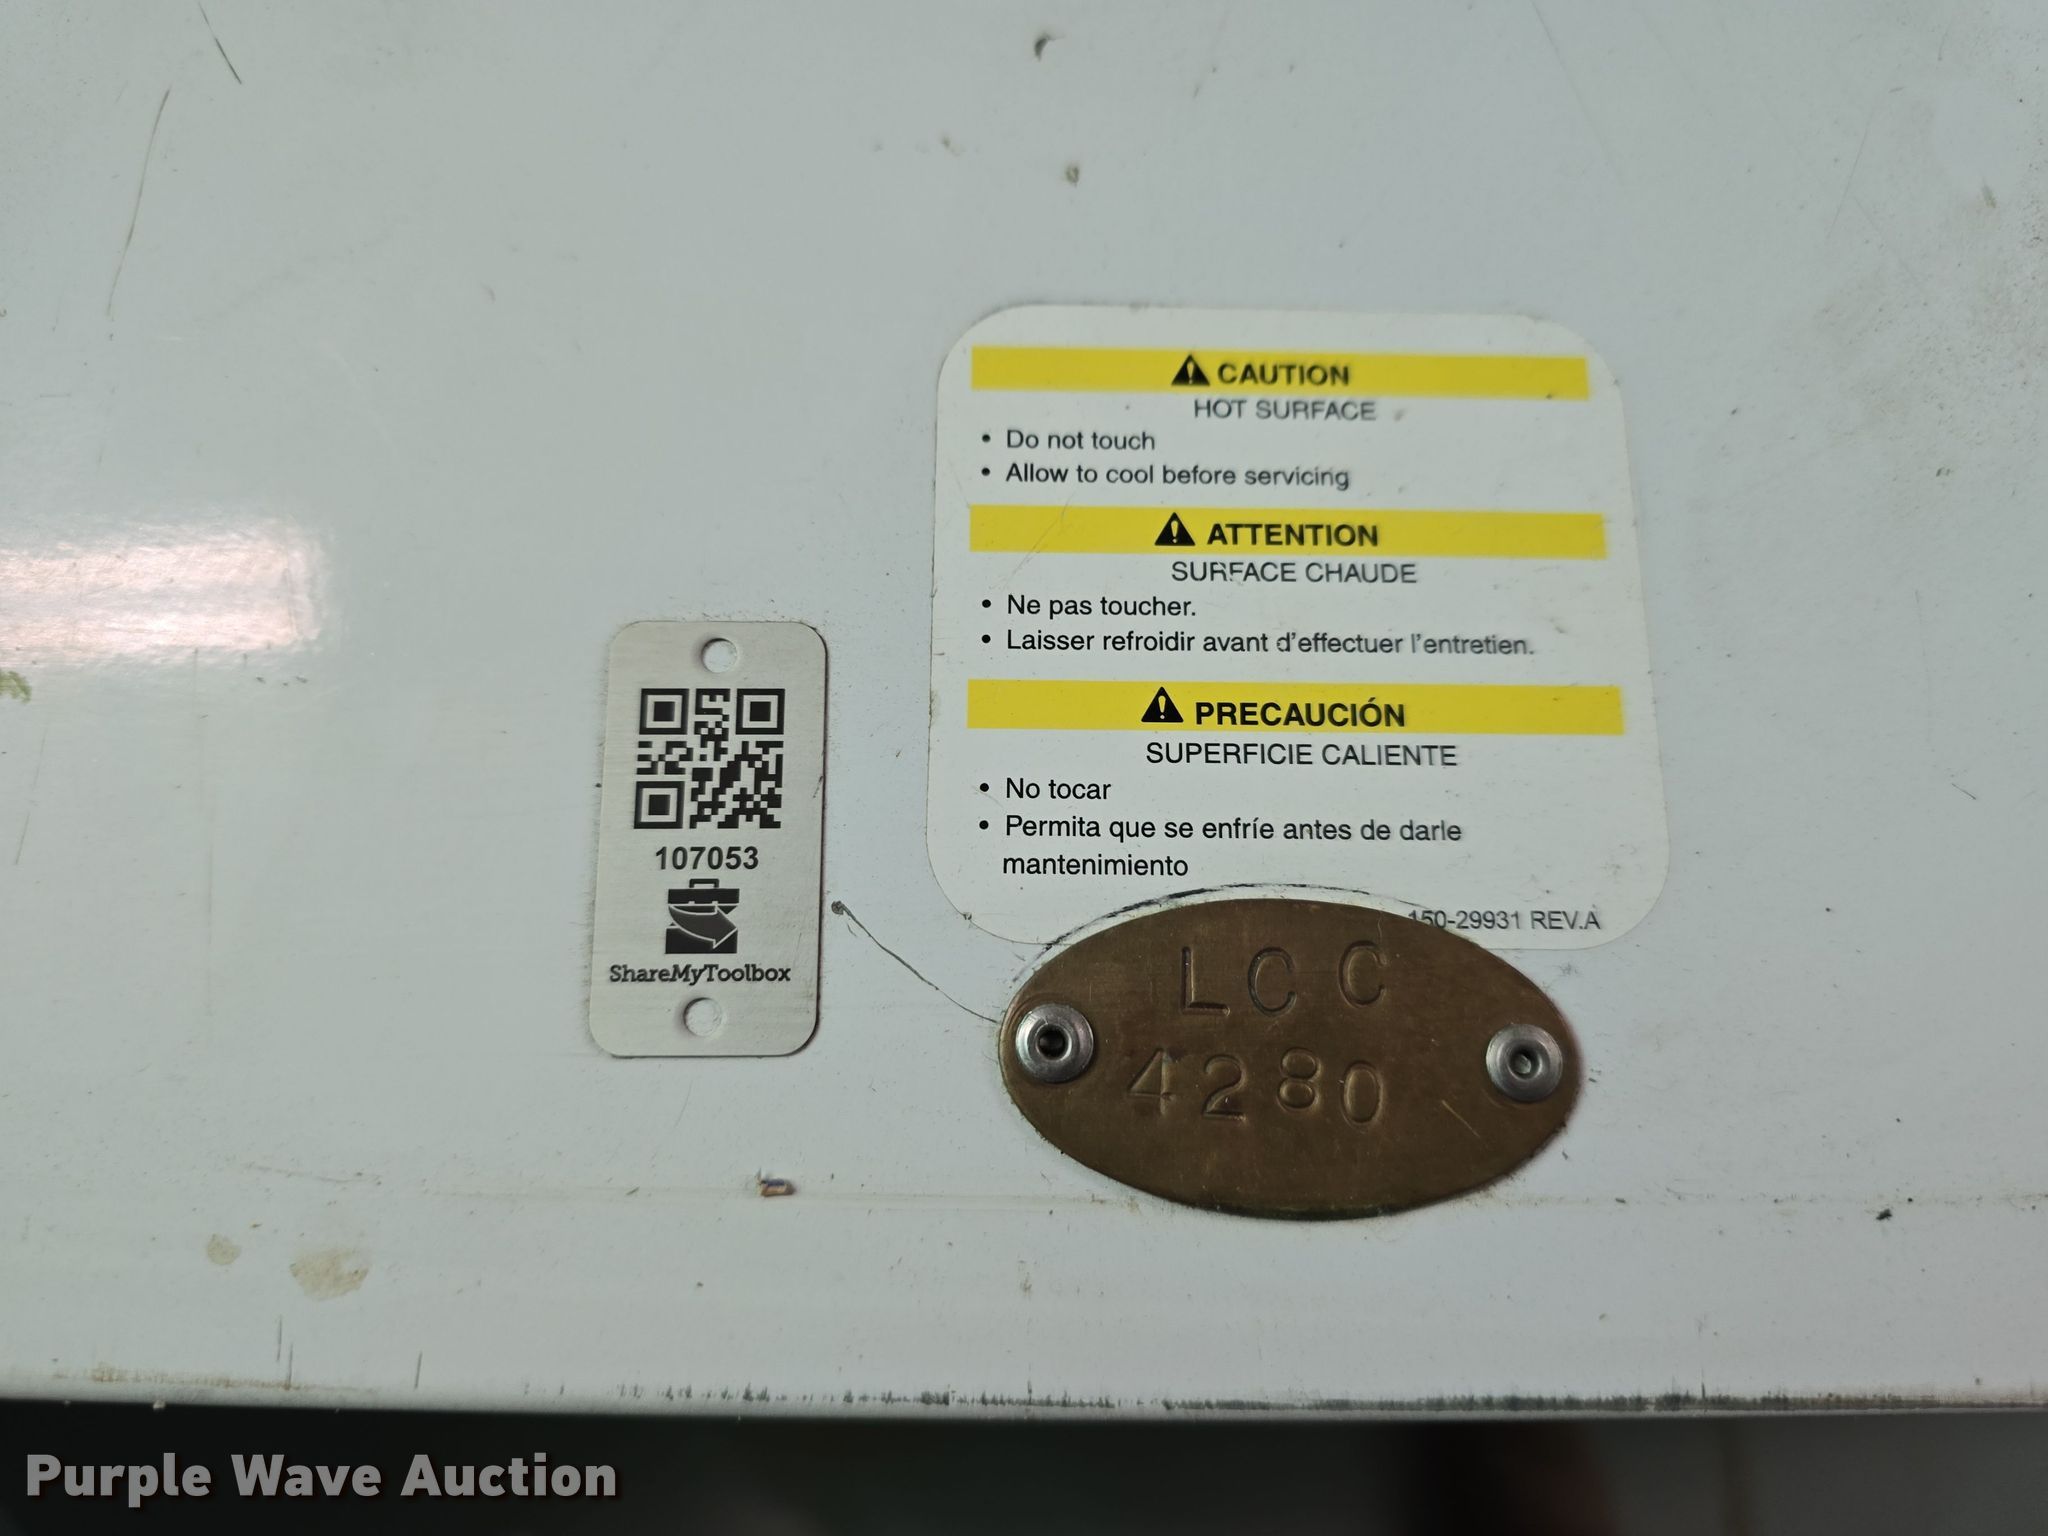 CAUTION
HOT SURFACE
• Do not touch
• Allow to cool before servicing
ATTENTION
SURFACE CHAUDE
• Ne pas toucher.
• Laisser refroidir avant d'effectuer l'entretien.
PRECAUCIÓN
SUPERFICIE CALIENTE
• No tocar
• Permita que se enfríe antes de darle
mantenimiento
150-29931 REV.A
107053
ShareMyToolbox
LCC
4280
Purple Wave Auction